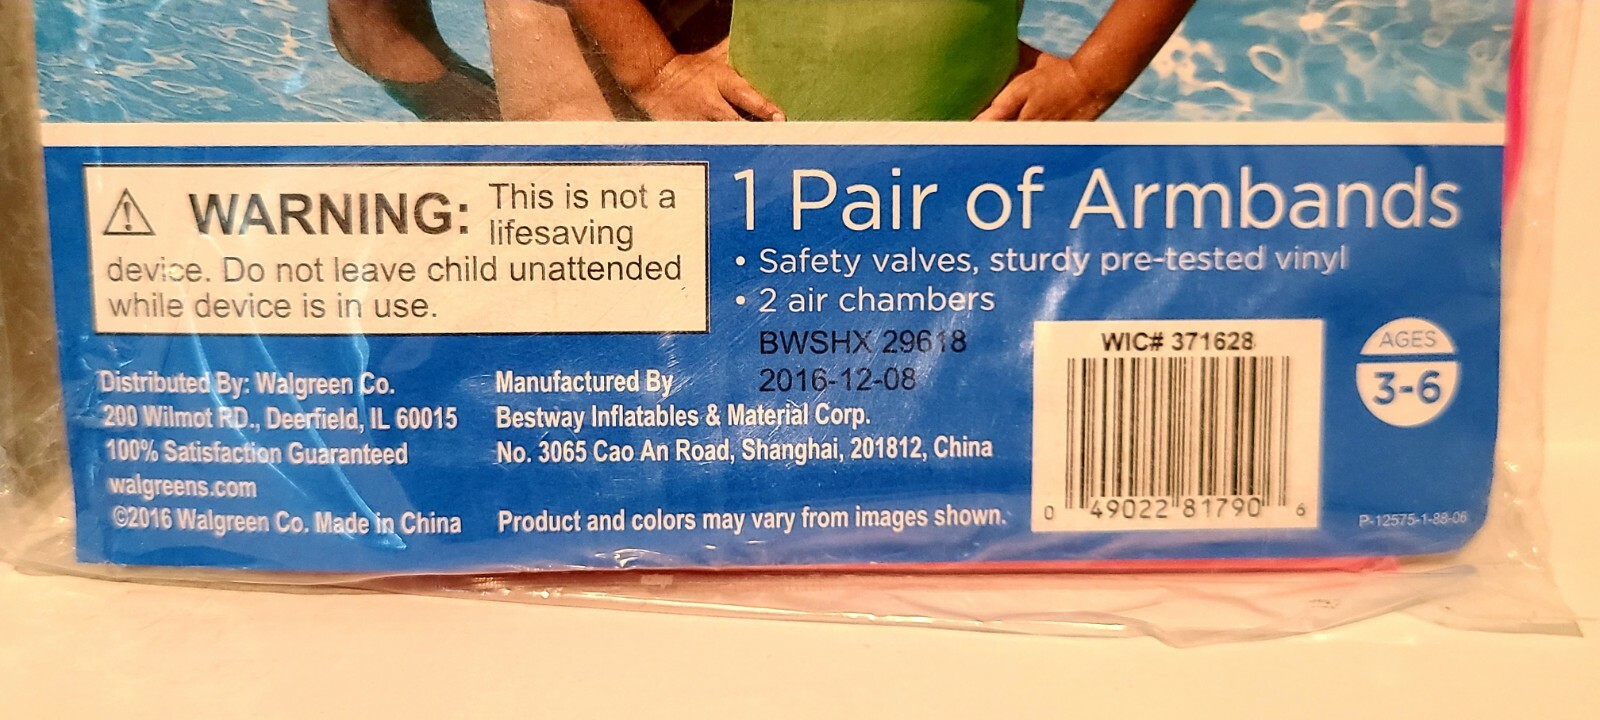 WARNING: This is not a
lifesaving
device. Do not leave child unattended
while device is in use.
1 Pair of Armbands
• Safety valves, sturdy pre-tested vinyl
• 2 air chambers
BWSHX 29618
2016-12-08
Distributed By: Walgreen Co.
200 Wilmot RD., Deerfield, IL 60015
100% Satisfaction Guaranteed
walgreens.com
©2016 Walgreen Co. Made in China
Manufactured By
Bestway Inflatables & Material Corp.
No. 3065 Cao An Road, Shanghai, 201812, China
Product and colors may vary from images shown.
WIC# 371628
0 49022 81790 6
AGES
3-6
P-12575-1-88-06